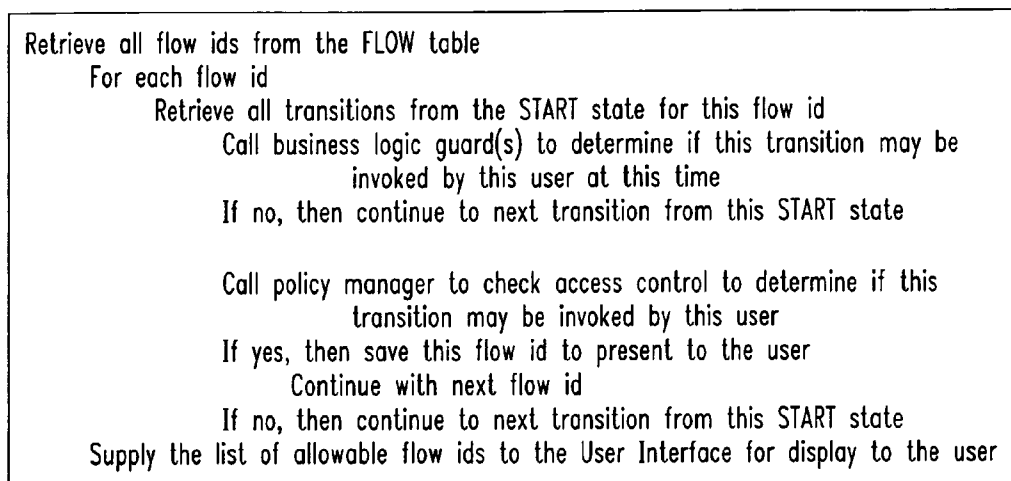 Retrieve all flow ids from the FLOW table
For each flow id
Retrieve all transitions from the START state for this flow id
Call business logic guard(s) to determine if this transition may be
invoked by this user at this time
If no, then continue to next transition from this START state
Call policy manager to check access control to determine if this
transition may be invoked by this user
If yes, then save this flow id to present to the user
Continue with next flow id
If no, then continue to next transition from this START state
Supply the list of allowable flow ids to the User Interface for display to the user